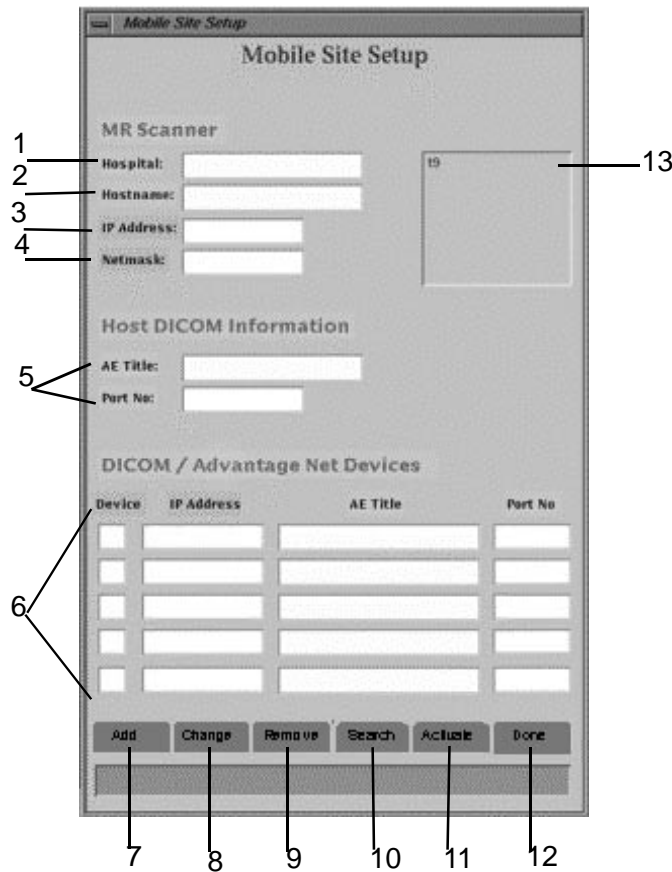 Mobile Site Setup
Mobile Site Setup
MR Scanner
1 Hospital: t9 13
2 Hostname:
3 IP Address:
4 Netmask:
Host DICOM Information
5 AE Title:
Port No:
DICOM / Advantage Net Devices
Device IP Address AE Title Port No
6
Add Change Remove Search Activate Done
7 8 9 10 11 12